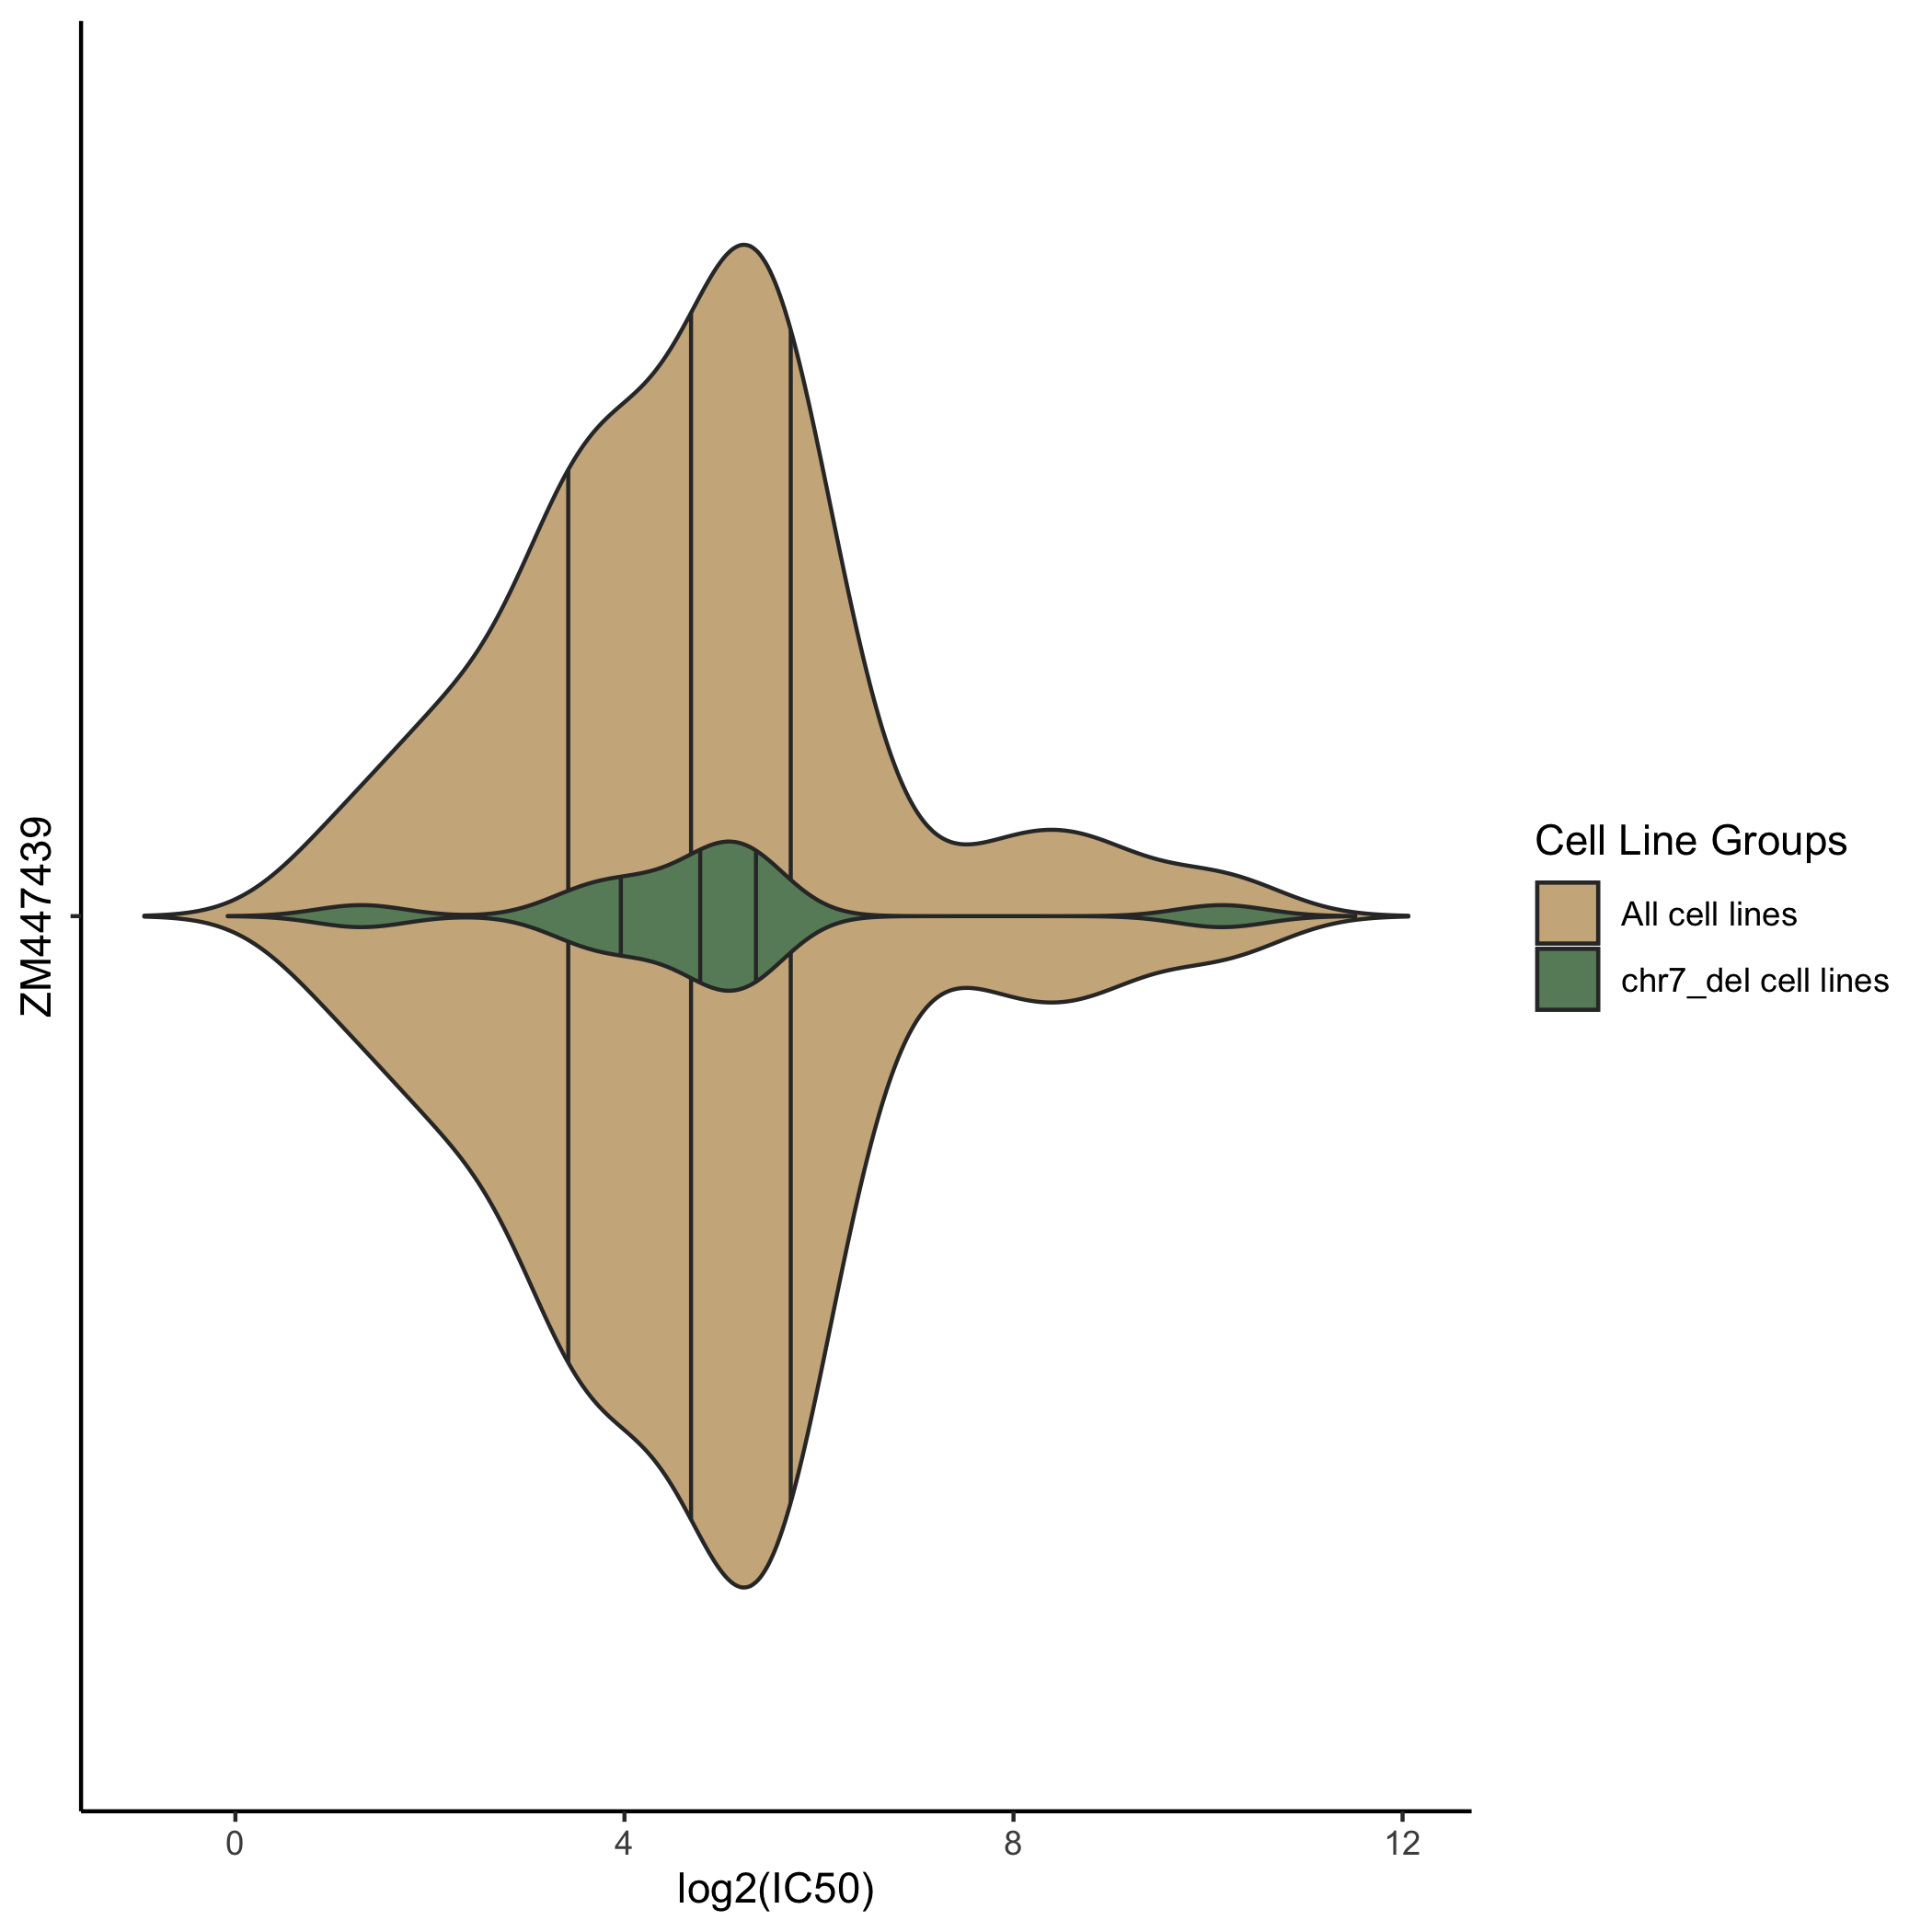 ZM447439
0
4
8
12
log2(IC50)
Cell Line Groups
All cell lines
chr7_del cell lines